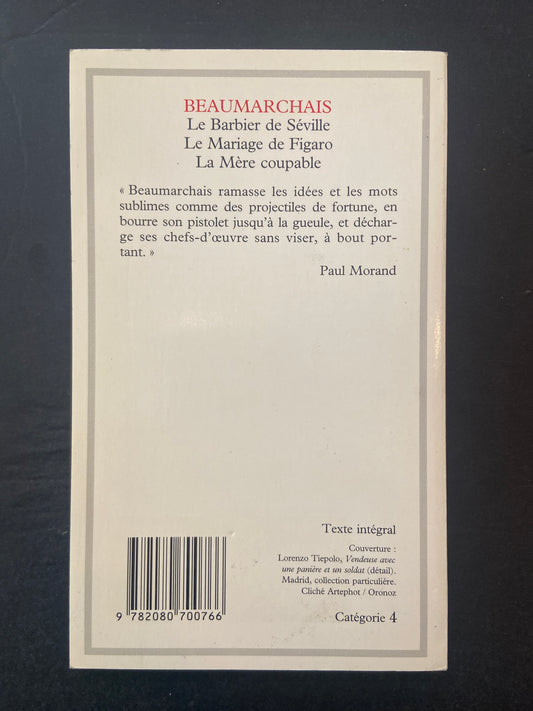 BEAUMARCHAIS
Le Barbier de Séville
Le Mariage de Figaro
La Mère coupable
« Beaumarchais ramasse les idées et les mots
sublimes comme des projectiles de fortune, en
bourre son pistolet jusqu'à la gueule, et déchar-
ge ses chefs-d'œuvre sans viser, à bout por-
tant. »
Paul Morand
Texte intégral
Couverture :
Lorenzo Tiepolo, Vendeuse avec
une panière et un soldat (détail).
Madrid, collection particulière.
Cliché Artephot / Oronoz
9 782080 700766
Catégorie 4